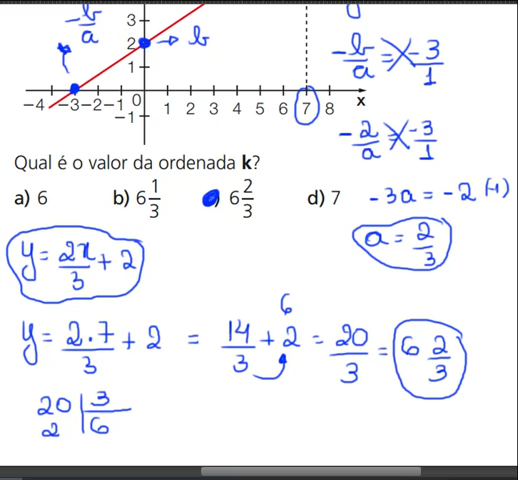 -b/a
3
2 → b
1
-4 -3 -2 -1 0 1 2 3 4 5 6 7 8 x
-1
0
-b/a = -3/1
-2/a = -3/1
-3a = -2 (-1)
a = 2/3
Qual é o valor da ordenada k?
a) 6 b) 6 1/3 ) 6 2/3 d) 7
y = 2x/3 + 2
y = 2.7/3 + 2 = 14/3 + 2 = 20/3 = 6 2/3
6
20 | 3
2 | 6